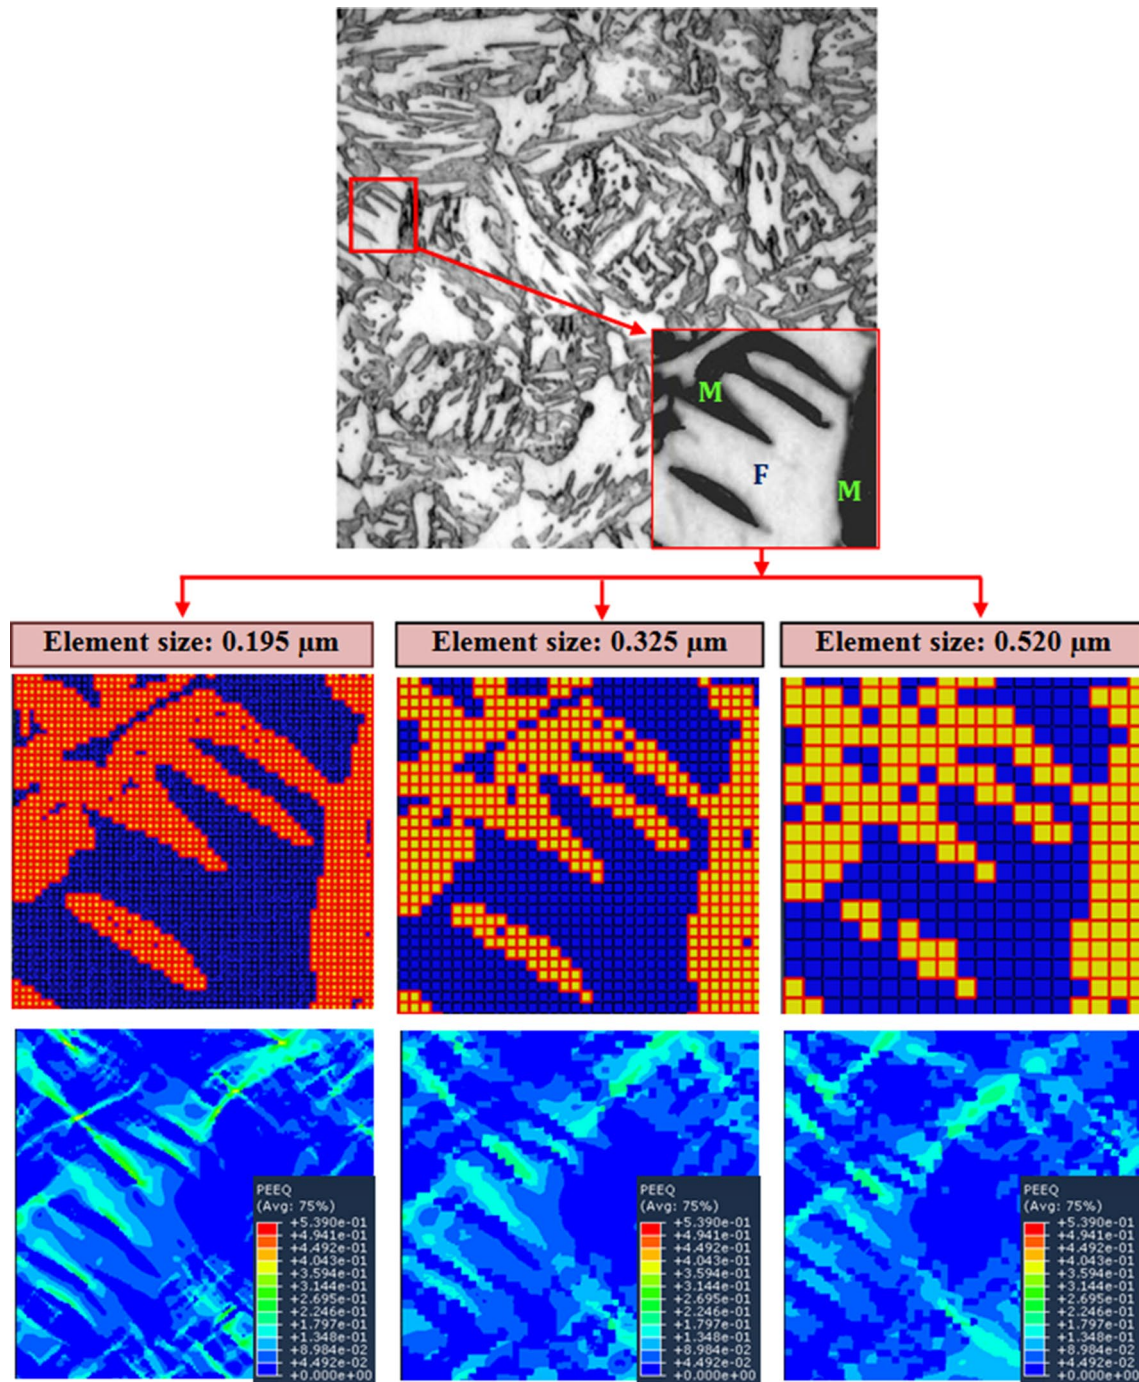 M
F
M
Element size: 0.195 μm
Element size: 0.325 μm
Element size: 0.520 μm
PEEQ
(Avg: 75%)
+5.390e-01
+4.941e-01
+4.492e-01
+4.043e-01
+3.594e-01
+3.144e-01
+2.695e-01
+2.246e-01
+1.797e-01
+1.348e-01
+8.984e-02
+4.492e-02
+0.000e+00
PEEQ
(Avg: 75%)
+5.390e-01
+4.941e-01
+4.492e-01
+4.043e-01
+3.594e-01
+3.144e-01
+2.695e-01
+2.246e-01
+1.797e-01
+1.348e-01
+8.984e-02
+4.492e-02
+0.000e+00
PEEQ
(Avg: 75%)
+5.390e-01
+4.941e-01
+4.492e-01
+4.043e-01
+3.594e-01
+3.144e-01
+2.695e-01
+2.246e-01
+1.797e-01
+1.348e-01
+8.984e-02
+4.492e-02
+0.000e+00